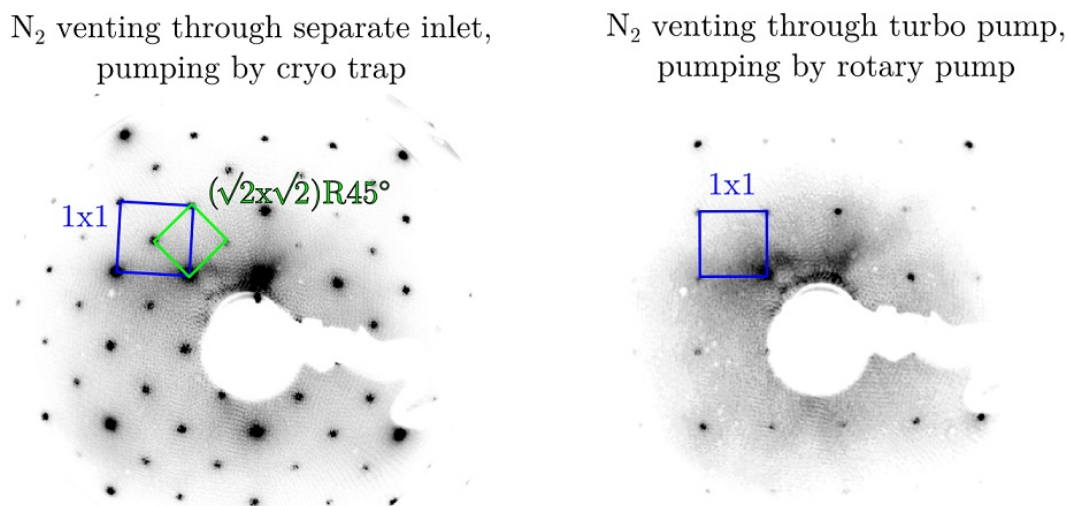 N₂ venting through separate inlet,
pumping by cryo trap
(√2x√2)R45°
1x1
N₂ venting through turbo pump,
pumping by rotary pump
1x1